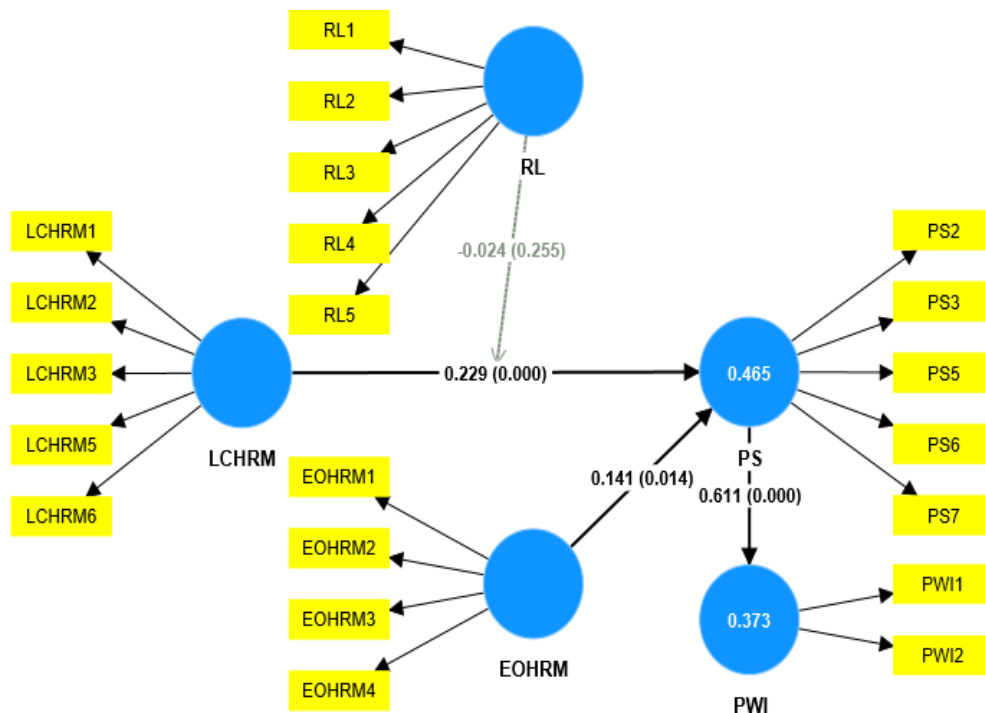 RL1
RL2
RL3
RL4
RL5
RL
-0.024 (0.255)
LCHRM1
LCHRM2
LCHRM3
LCHRM5
LCHRM6
LCHRM
0.229 (0.000)
0.465
PS
PS2
PS3
PS5
PS6
PS7
EOHRM1
EOHRM2
EOHRM3
EOHRM4
EOHRM
0.141 (0.014)
0.611 (0.000)
0.373
PWI
PWI1
PWI2